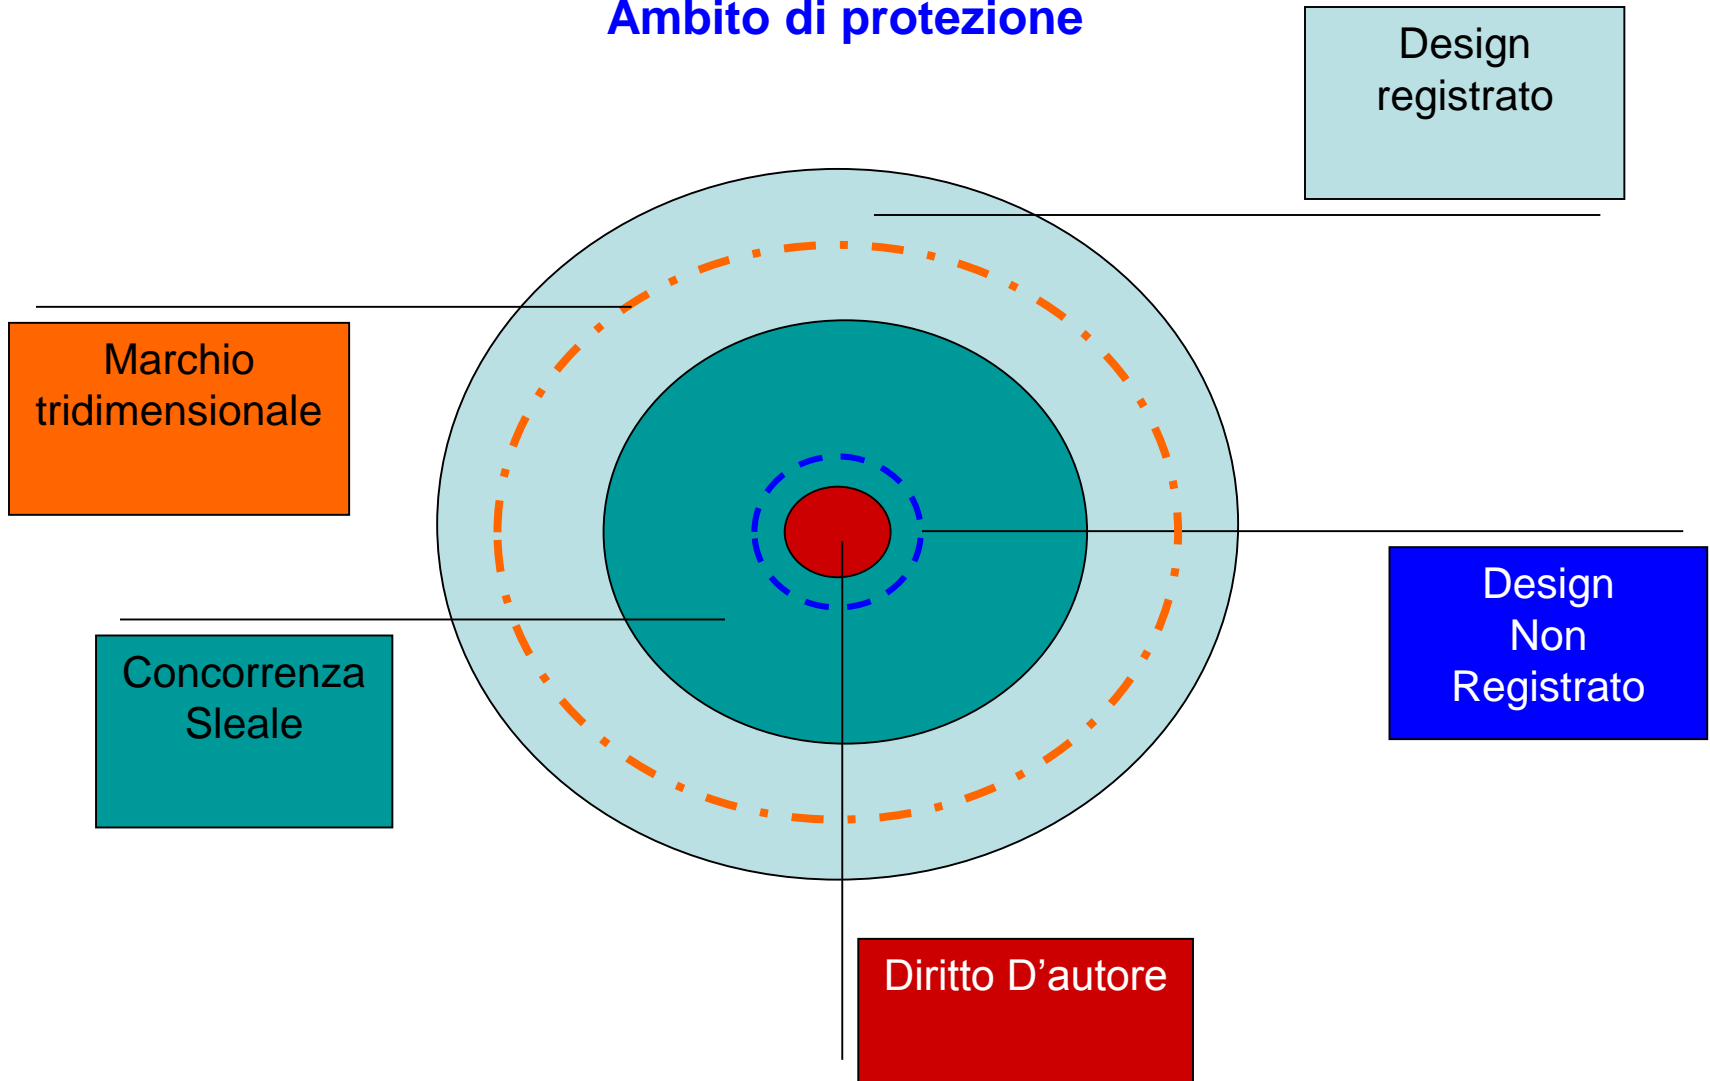 Ambito di protezione
Design
registrato
Marchio
tridimensionale
Design
Non
Registrato
Concorrenza
Sleale
Diritto D’autore